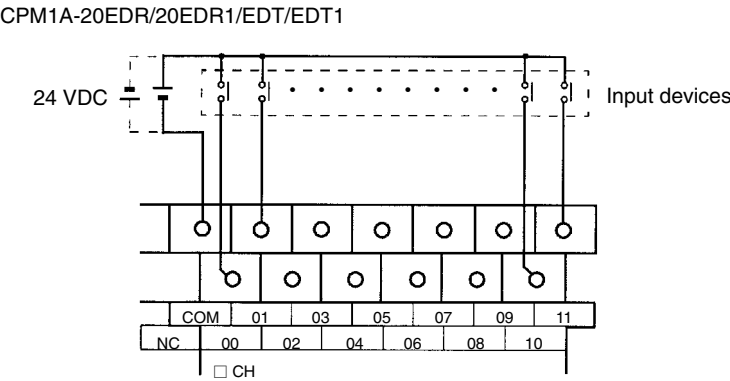 CPM1A-20EDR/20EDR1/EDT/EDT1
24 VDC
Input devices
COM 01 03 05 07 09 11
NC 00 02 04 06 08 10
□ CH